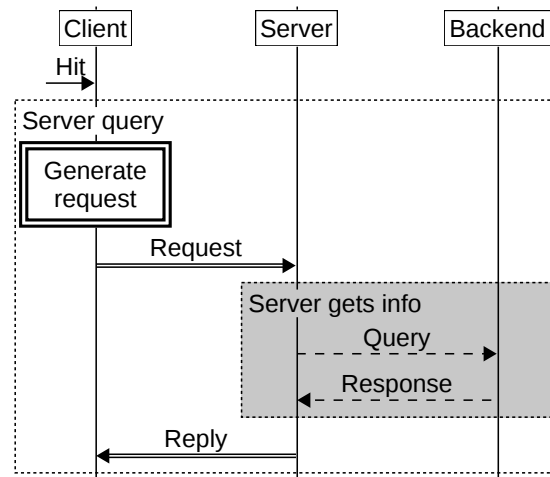 Client
Server
Backend
Hit
Server query
Generate
request
Request
Server gets info
Query
Response
Reply